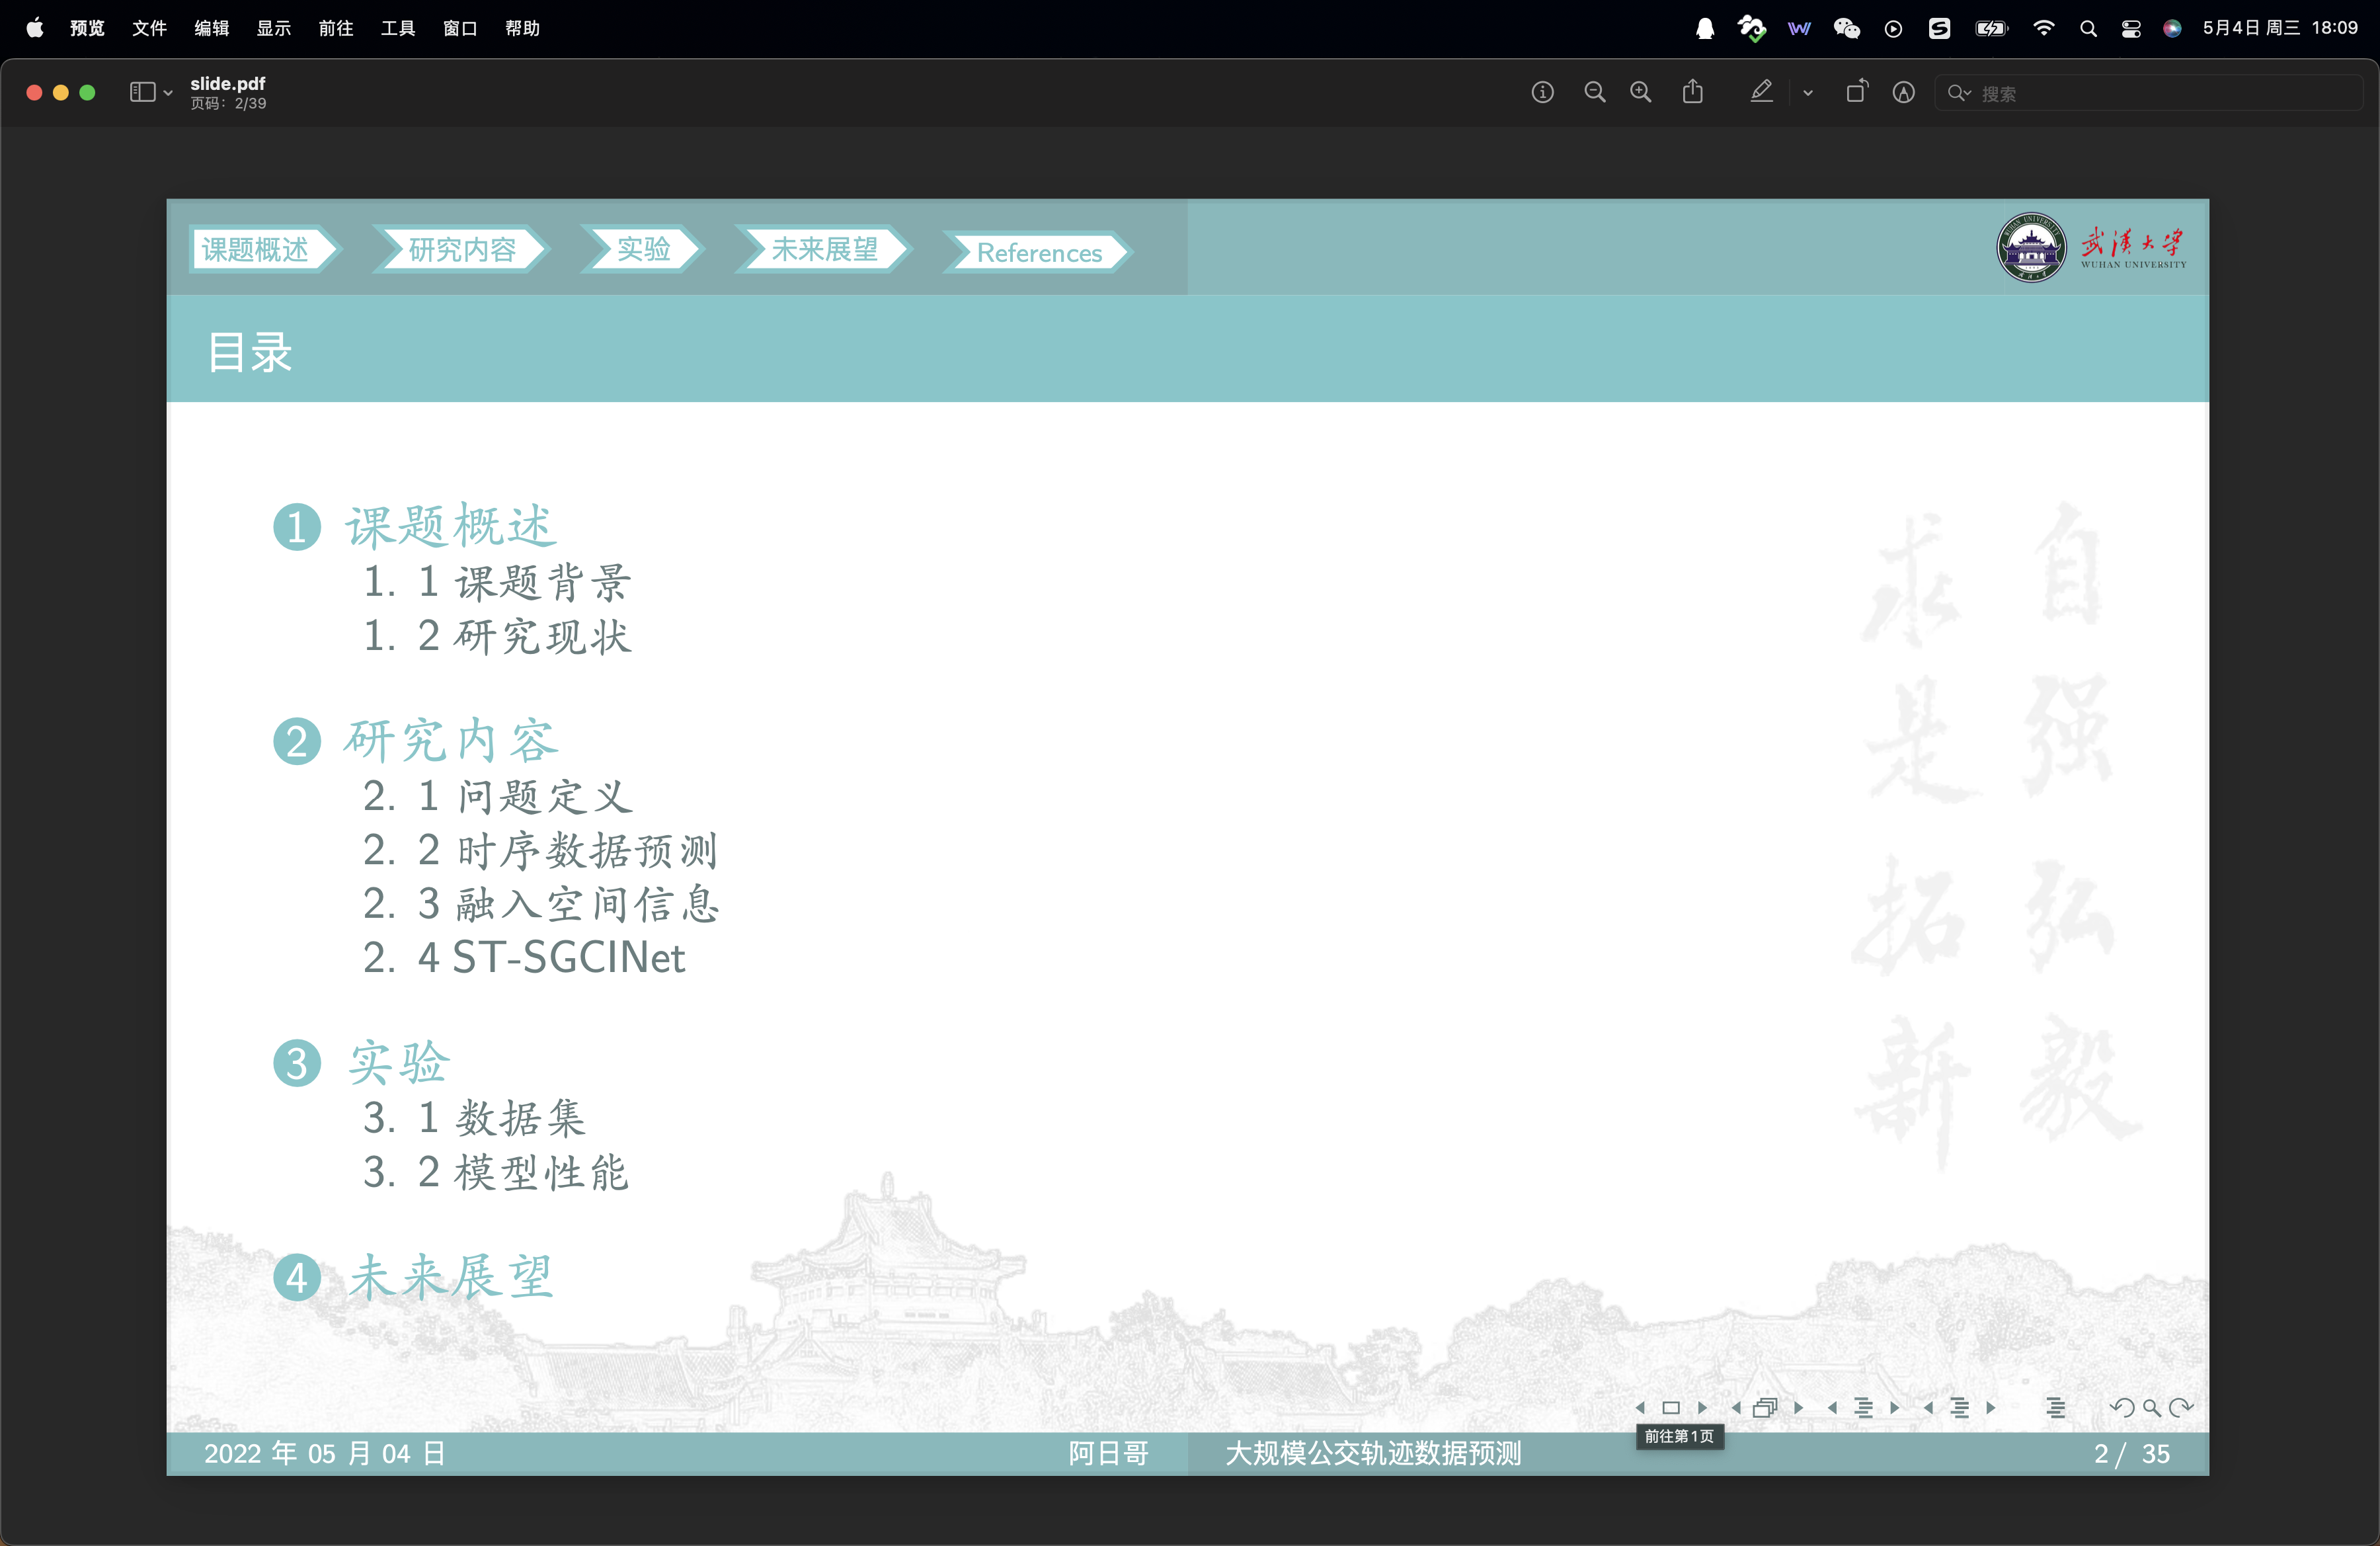 预览 文件 编辑 显示 前往 工具 窗口 帮助 5月4日 周三 18:09
slide.pdf
页码：2/39
搜索
课题概述 研究内容 实验 未来展望 References
武汉大学
WUHAN UNIVERSITY
目录
1 课题概述
1. 1 课题背景
1. 2 研究现状
2 研究内容
2. 1 问题定义
2. 2 时序数据预测
2. 3 融入空间信息
2. 4 ST-SGCINet
3 实验
3. 1 数据集
3. 2 模型性能
4 未来展望
自强弘毅
求是拓新
前往第1页
2022 年 05 月 04 日 阿日哥 大规模公交轨迹数据预测 2 / 35